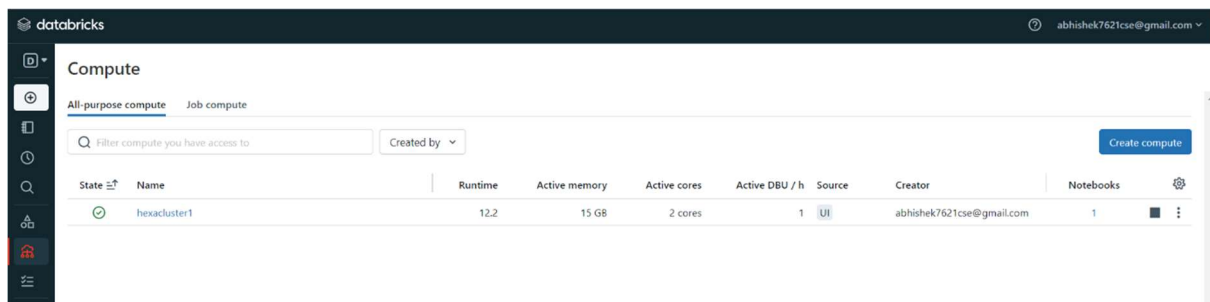 databricks
abhishek7621cse@gmail.com
D
Compute
All-purpose compute Job compute
Filter compute you have access to Created by Create compute
State Name Runtime Active memory Active cores Active DBU / h Source Creator Notebooks
hexacluster1 12.2 15 GB 2 cores 1 UI abhishek7621cse@gmail.com 1